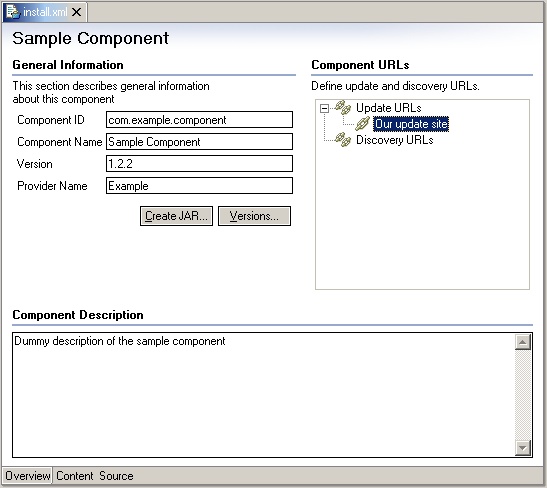 install.xml
Sample Component
General Information
This section describes general information
about this component
Component ID com.example.component
Component Name Sample Component
Version 1.2.2
Provider Name Example
Create JAR... Versions...
Component URLs
Define update and discovery URLs.
Update URLs
Our update site
Discovery URLs
Component Description
Dummy description of the sample component
Overview Content Source